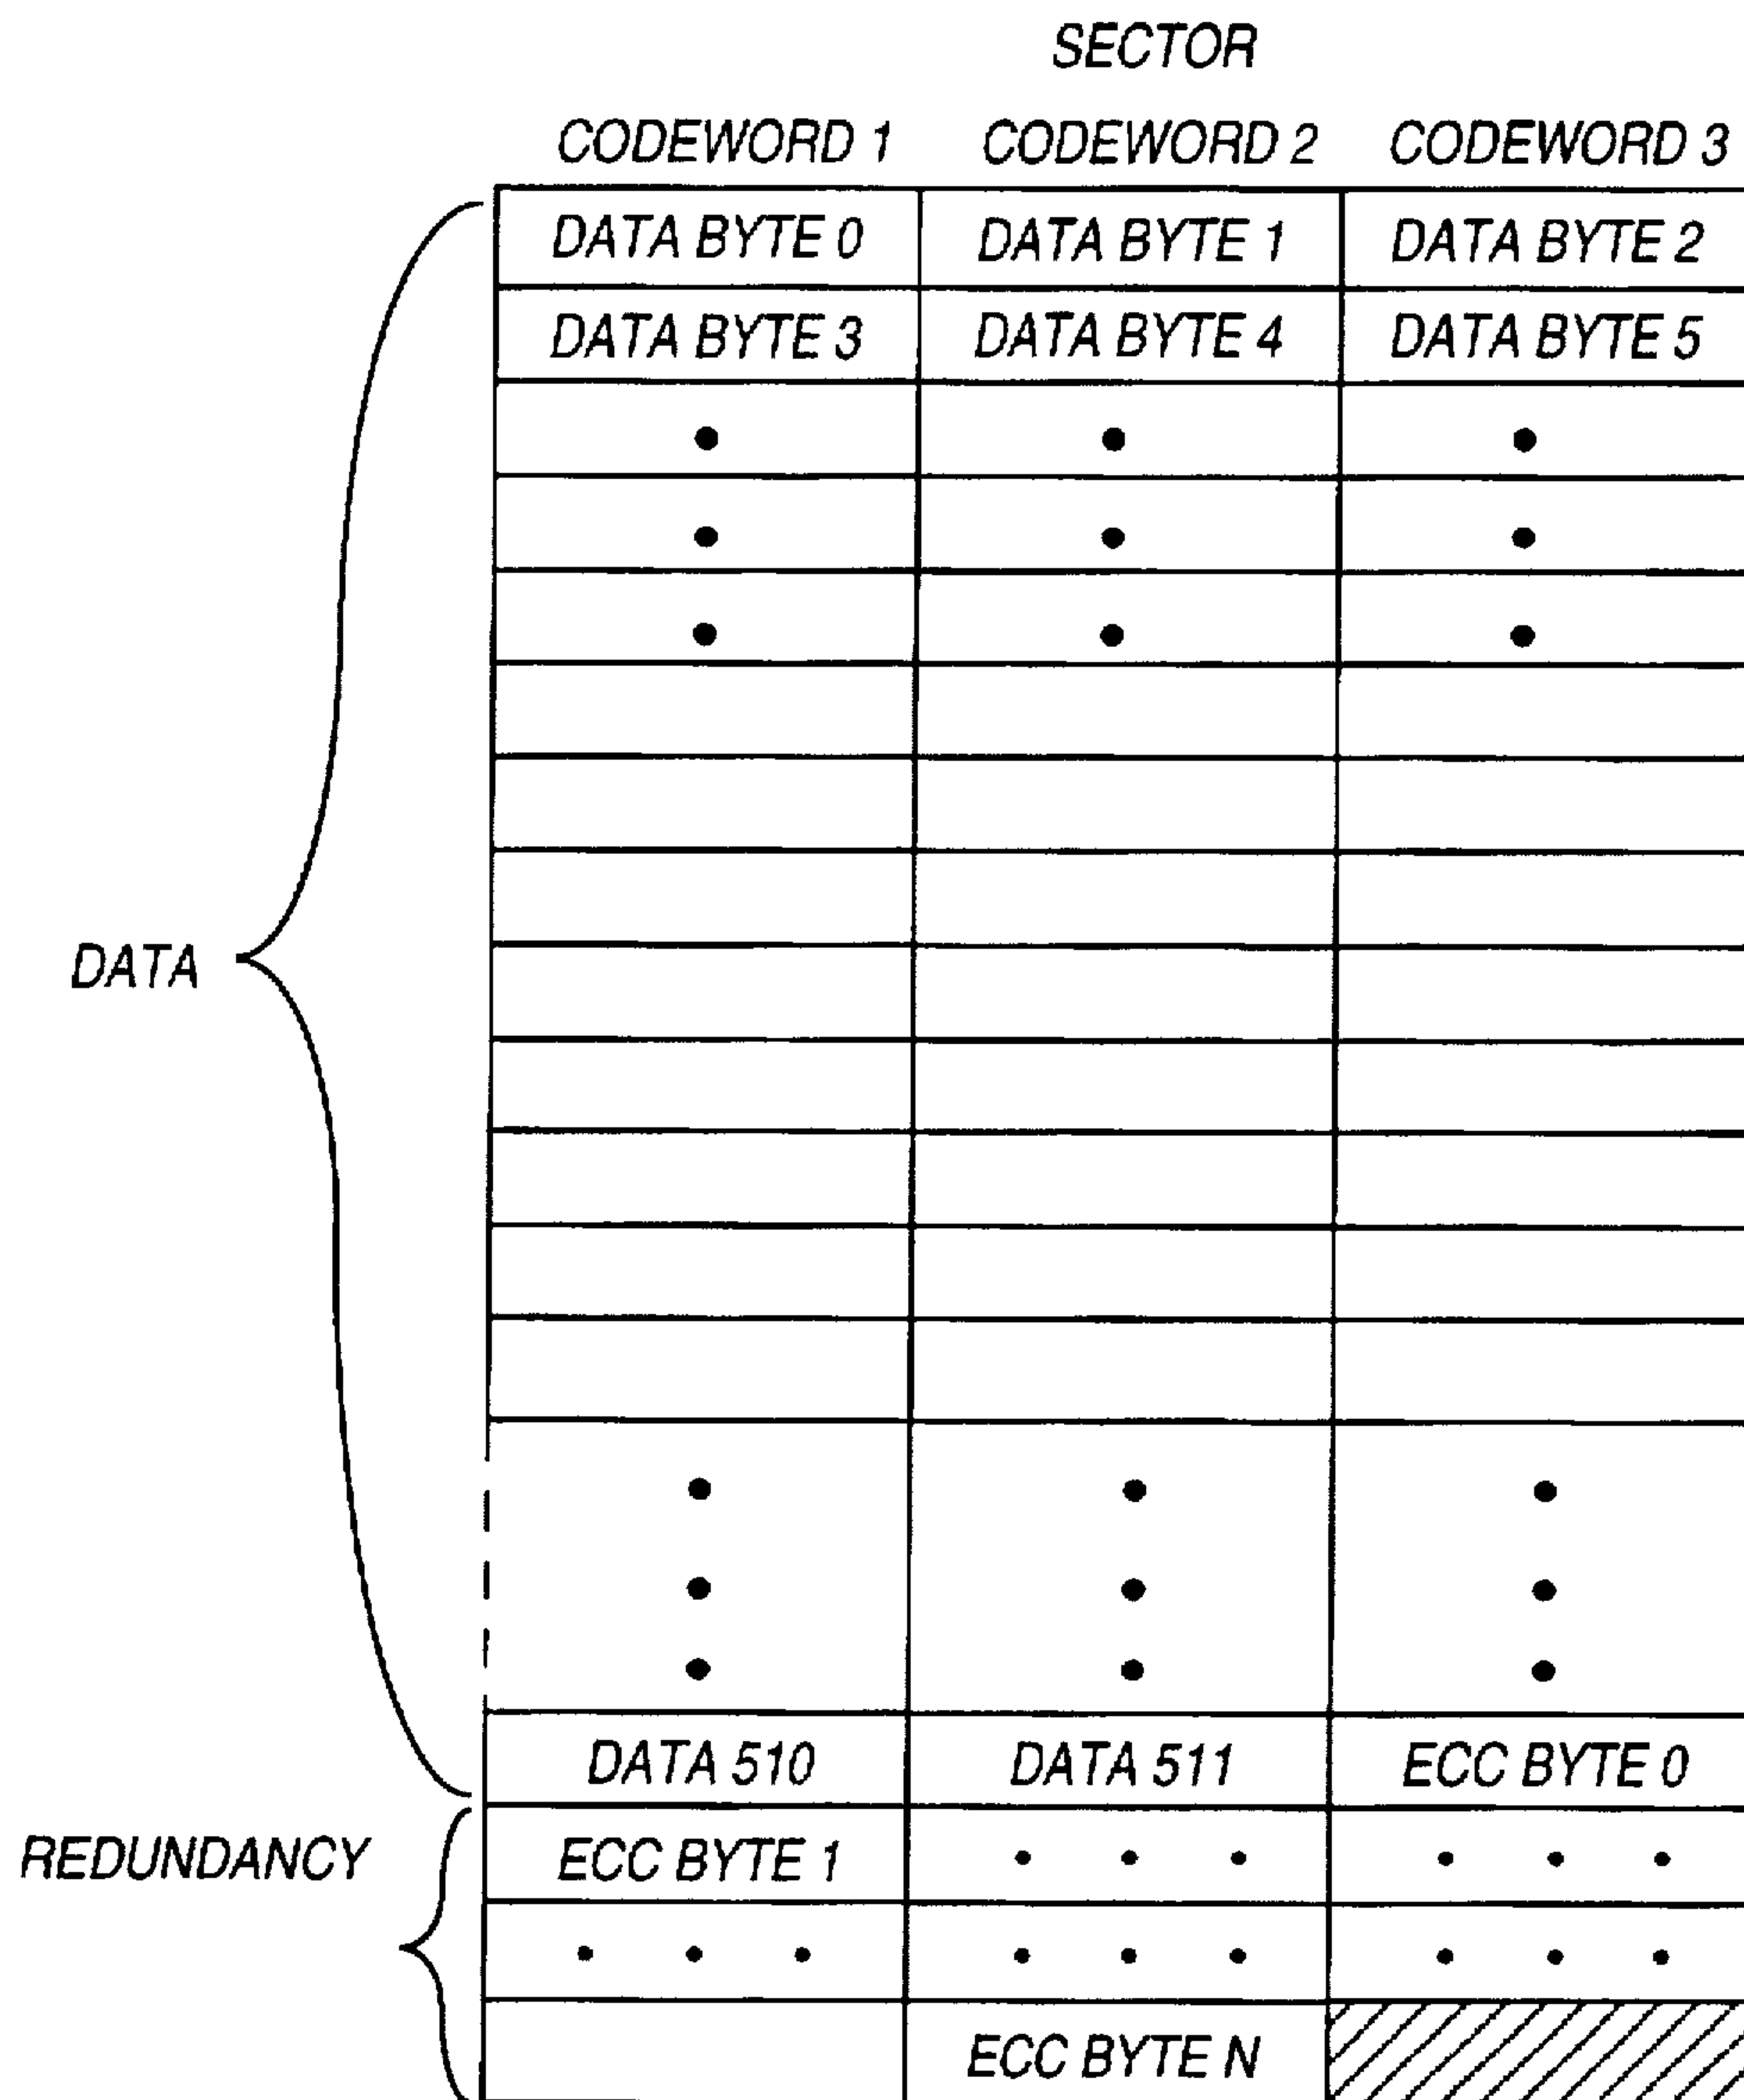 SECTOR
CODEWORD 1 CODEWORD 2 CODEWORD 3
DATA BYTE 0 DATA BYTE 1 DATA BYTE 2
DATA BYTE 3 DATA BYTE 4 DATA BYTE 5
DATA
DATA 510 DATA 511 ECC BYTE 0
REDUNDANCY ECC BYTE 1
ECC BYTE N